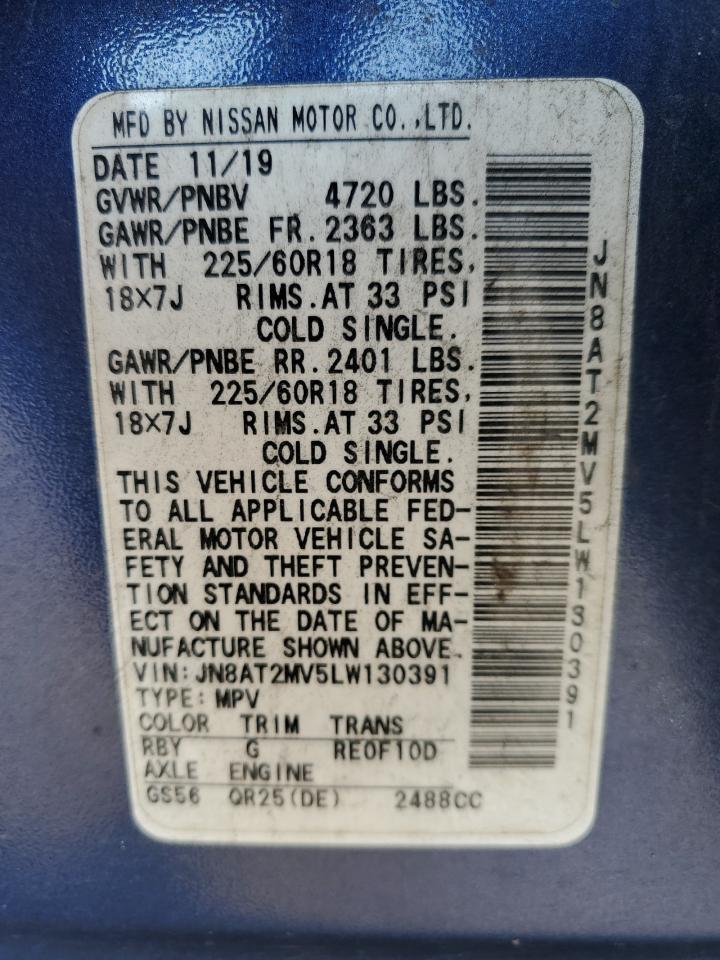 MFD BY NISSAN MOTOR CO.,LTD.
DATE 11/19
GVWR/PNBV 4720 LBS.
GAWR/PNBE FR. 2363 LBS.
WITH 225/60R18 TIRES,
18X7J RIMS.AT 33 PSI
COLD SINGLE.
GAWR/PNBE RR. 2401 LBS.
WITH 225/60R18 TIRES,
18X7J RIMS.AT 33 PSI
COLD SINGLE.
THIS VEHICLE CONFORMS
TO ALL APPLICABLE FED-
ERAL MOTOR VEHICLE SA-
FETY AND THEFT PREVEN-
TION STANDARDS IN EFF-
ECT ON THE DATE OF MA-
NUFACTURE SHOWN ABOVE.
VIN: JN8AT2MV5LW130391
TYPE: MPV
COLOR TRIM TRANS
RBY G RE0F10D
AXLE ENGINE
GS56 QR25(DE) 2488CC
JN8AT2MV5LW130391